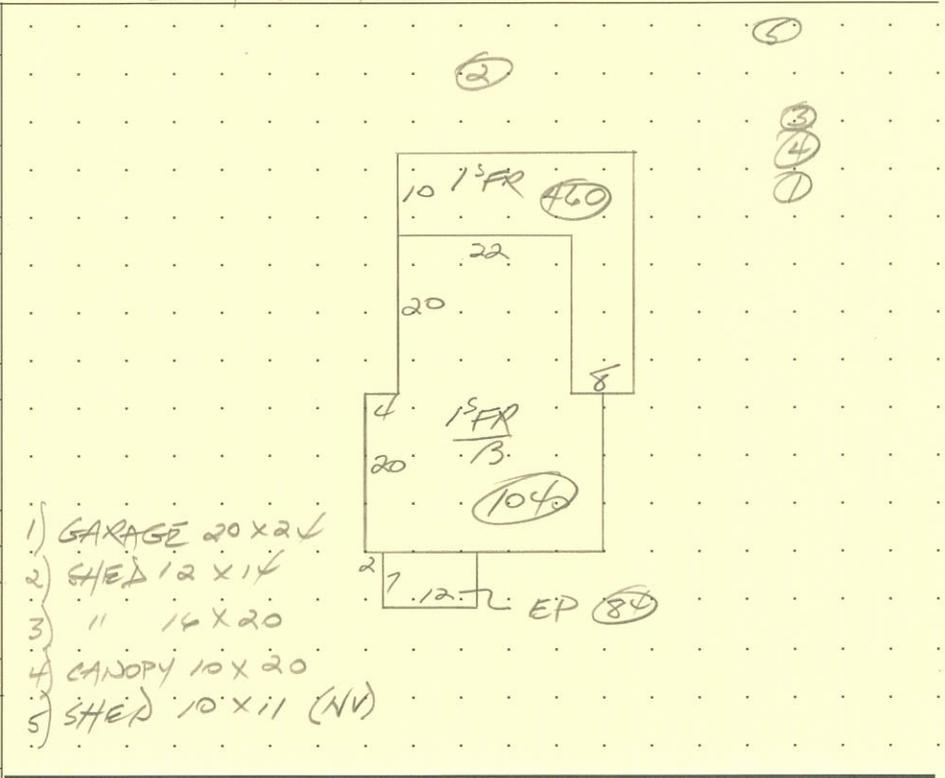 5
2
3
4
1
10 1ˢFR 460
22
20
8
4 1ˢFR
B
20
1040
1) GARAGE 20 X 24
2) SHED 12 X 14
3) " 16 X 20
4) CANOPY 10 X 20
5) SHED 10 X 11 (NV)
2
7 12 EP 84